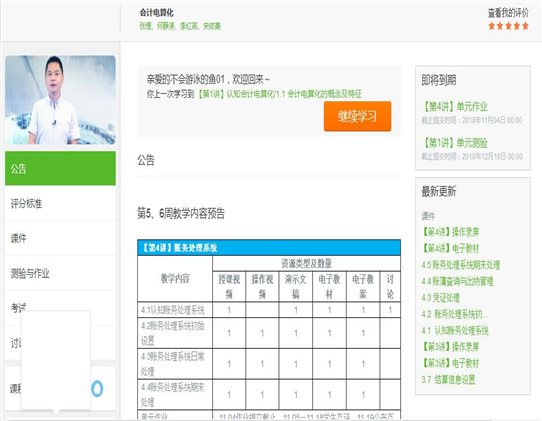 会计电算化
张煜、何静涛、李红英、宋依蔓
查看我的评价
公告
评分标准
课件
测验与作业
考试
讨
课程
亲爱的不会游泳的鱼01，欢迎回来~
你上一次学习到【第1讲】认知会计电算化/1.1 会计电算化的概念及特征
继续学习
公告
第5、6周教学内容预告
【第4讲】账务处理系统
教学内容 资源类型及数量
授课视频 操作视频 演示文稿 电子教材 电子教案 讨论
4.1认知账务处理系统 1 1 1 1 1
4.2账务处理系统初始设置 1 1 1 1 1
4.3账务处理系统日常处理 1 1 1 1 1
4.4账务处理系统期末处理 1 1 1 1 1
单元作业 11.04作业提交截止，11.05—11.18学生互评，11.19公布互
即将到期
【第4讲】单元作业
截止提交时间：2018年11月04日 00:00
【第1讲】单元测验
截止提交时间：2018年12月16日 00:00
最新更新
课件
【第4讲】操作录屏
【第4讲】电子教材
4.5 账务处理系统期末处理
4.4 账簿查询与出纳管理
4.3 凭证处理
4.2 账务处理系统初...
4.1 认知账务处理系统
【第3讲】操作录屏
【第3讲】电子教材
3.7 结算信息设置